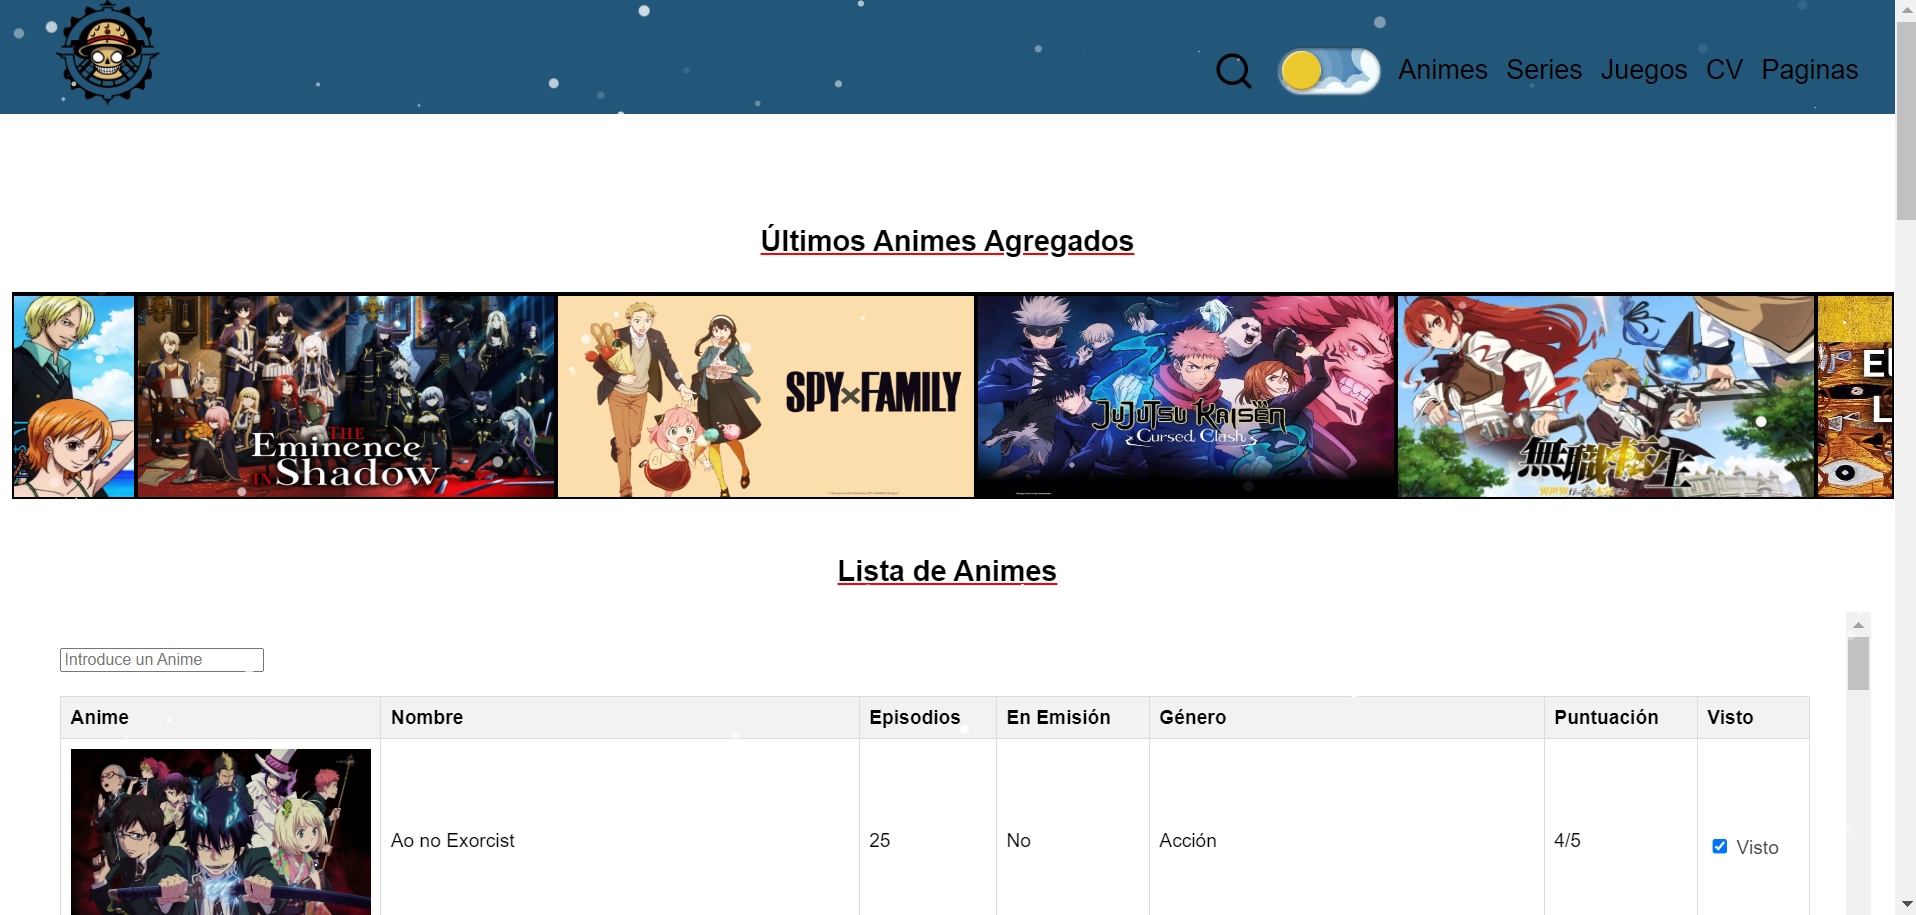 Animes Series Juegos CV Paginas
Últimos Animes Agregados
THE
Eminence
IN Shadow
SPY×FAMILY
JUJUTSU KAISEN
Cursed Clash
無職転生
El
L
Lista de Animes
Introduce un Anime
Anime Nombre Episodios En Emisión Género Puntuación Visto
Ao no Exorcist 25 No Acción 4/5 Visto